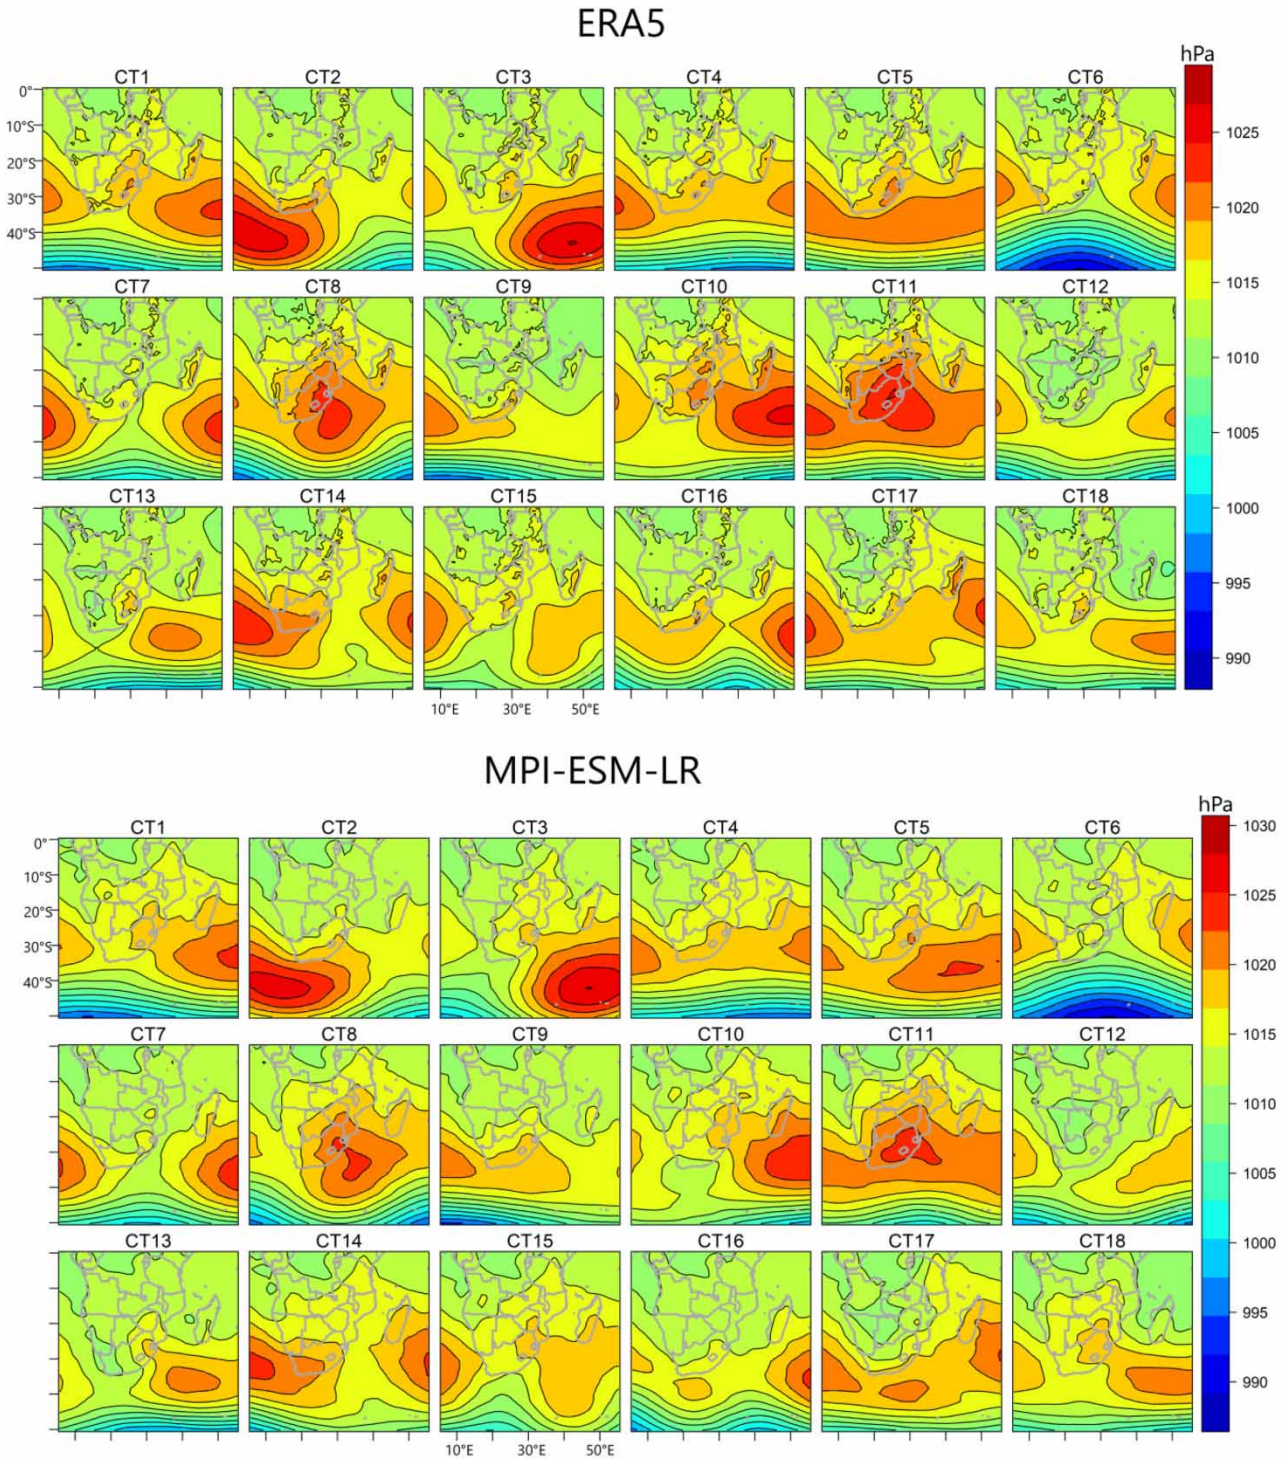 ERA5
hPa
CT1 CT2 CT3 CT4 CT5 CT6
0°
10°S
20°S
30°S
40°S
CT7 CT8 CT9 CT10 CT11 CT12
CT13 CT14 CT15 CT16 CT17 CT18
10°E 30°E 50°E
1025
1020
1015
1010
1005
1000
995
990
MPI-ESM-LR
hPa
CT1 CT2 CT3 CT4 CT5 CT6
0°
10°S
20°S
30°S
40°S
CT7 CT8 CT9 CT10 CT11 CT12
CT13 CT14 CT15 CT16 CT17 CT18
10°E 30°E 50°E
1030
1025
1020
1015
1010
1005
1000
995
990